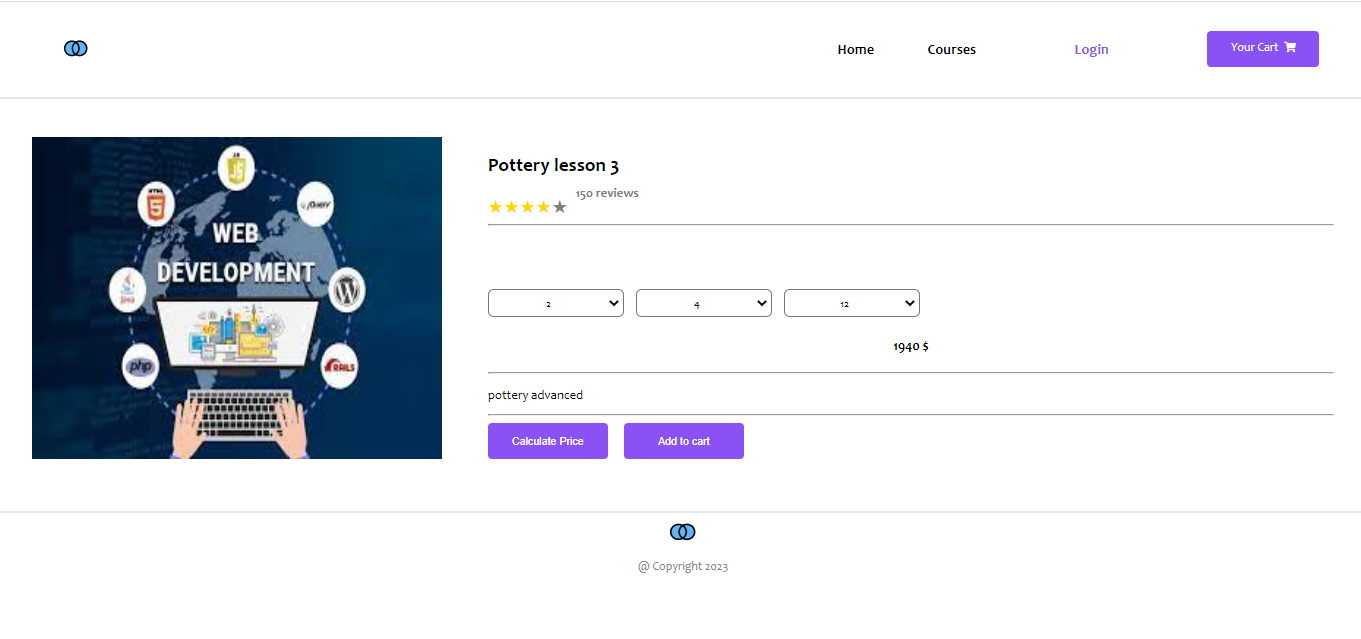 Home
Courses
Login
Your Cart
JS
HTML
jQuery
WEB
DEVELOPMENT
JAVA
php
RAILS
Pottery lesson 3
150 reviews
2
4
12
1940 $
pottery advanced
Calculate Price
Add to cart
@ Copyright 2023